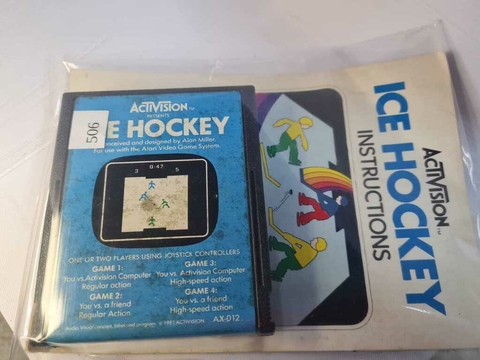 ACTIVISION™
PRESENTS
E HOCKEY
506
conceived and designed by Alan Miller.
For use with the Atari Video Game System.
3 0:47 5
ONE OR TWO PLAYERS USING JOYSTICK CONTROLLERS
GAME 1:
You vs. Activision Computer
Regular action
GAME 2:
You vs. a friend
Regular Action
GAME 3:
You vs. Activision Computer
High-speed action
GAME 4:
You vs. a friend
High-speed action
© 1981 ACTIVISION. AX-012
ACTIVISION™
ICE HOCKEY
INSTRUCTIONS